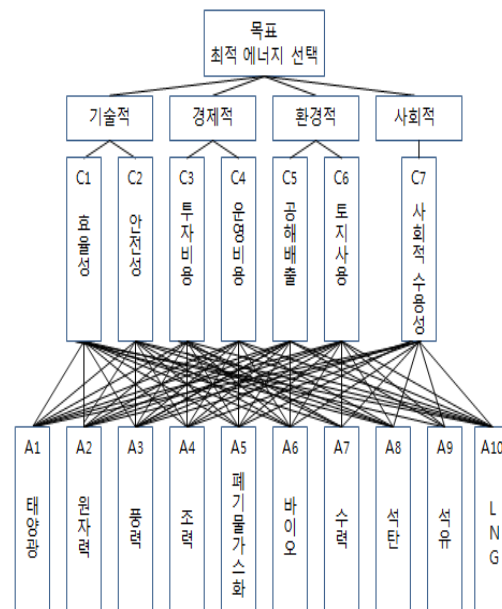 목표
최적 에너지 선택
기술적
경제적
환경적
사회적
C1
효율성
C2
안전성
C3
투자비용
C4
운영비용
C5
공해배출
C6
토지사용
C7
사회적 수용성
A1
태양광
A2
원자력
A3
풍력
A4
조력
A5
폐기물가스화
A6
바이오
A7
수력
A8
석탄
A9
석유
A10
LNG